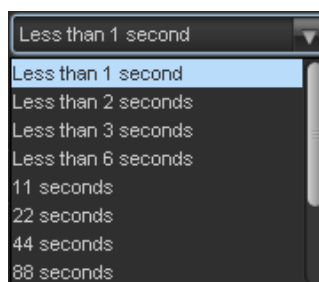 Less than 1 second
Less than 1 second
Less than 2 seconds
Less than 3 seconds
Less than 6 seconds
11 seconds
22 seconds
44 seconds
88 seconds